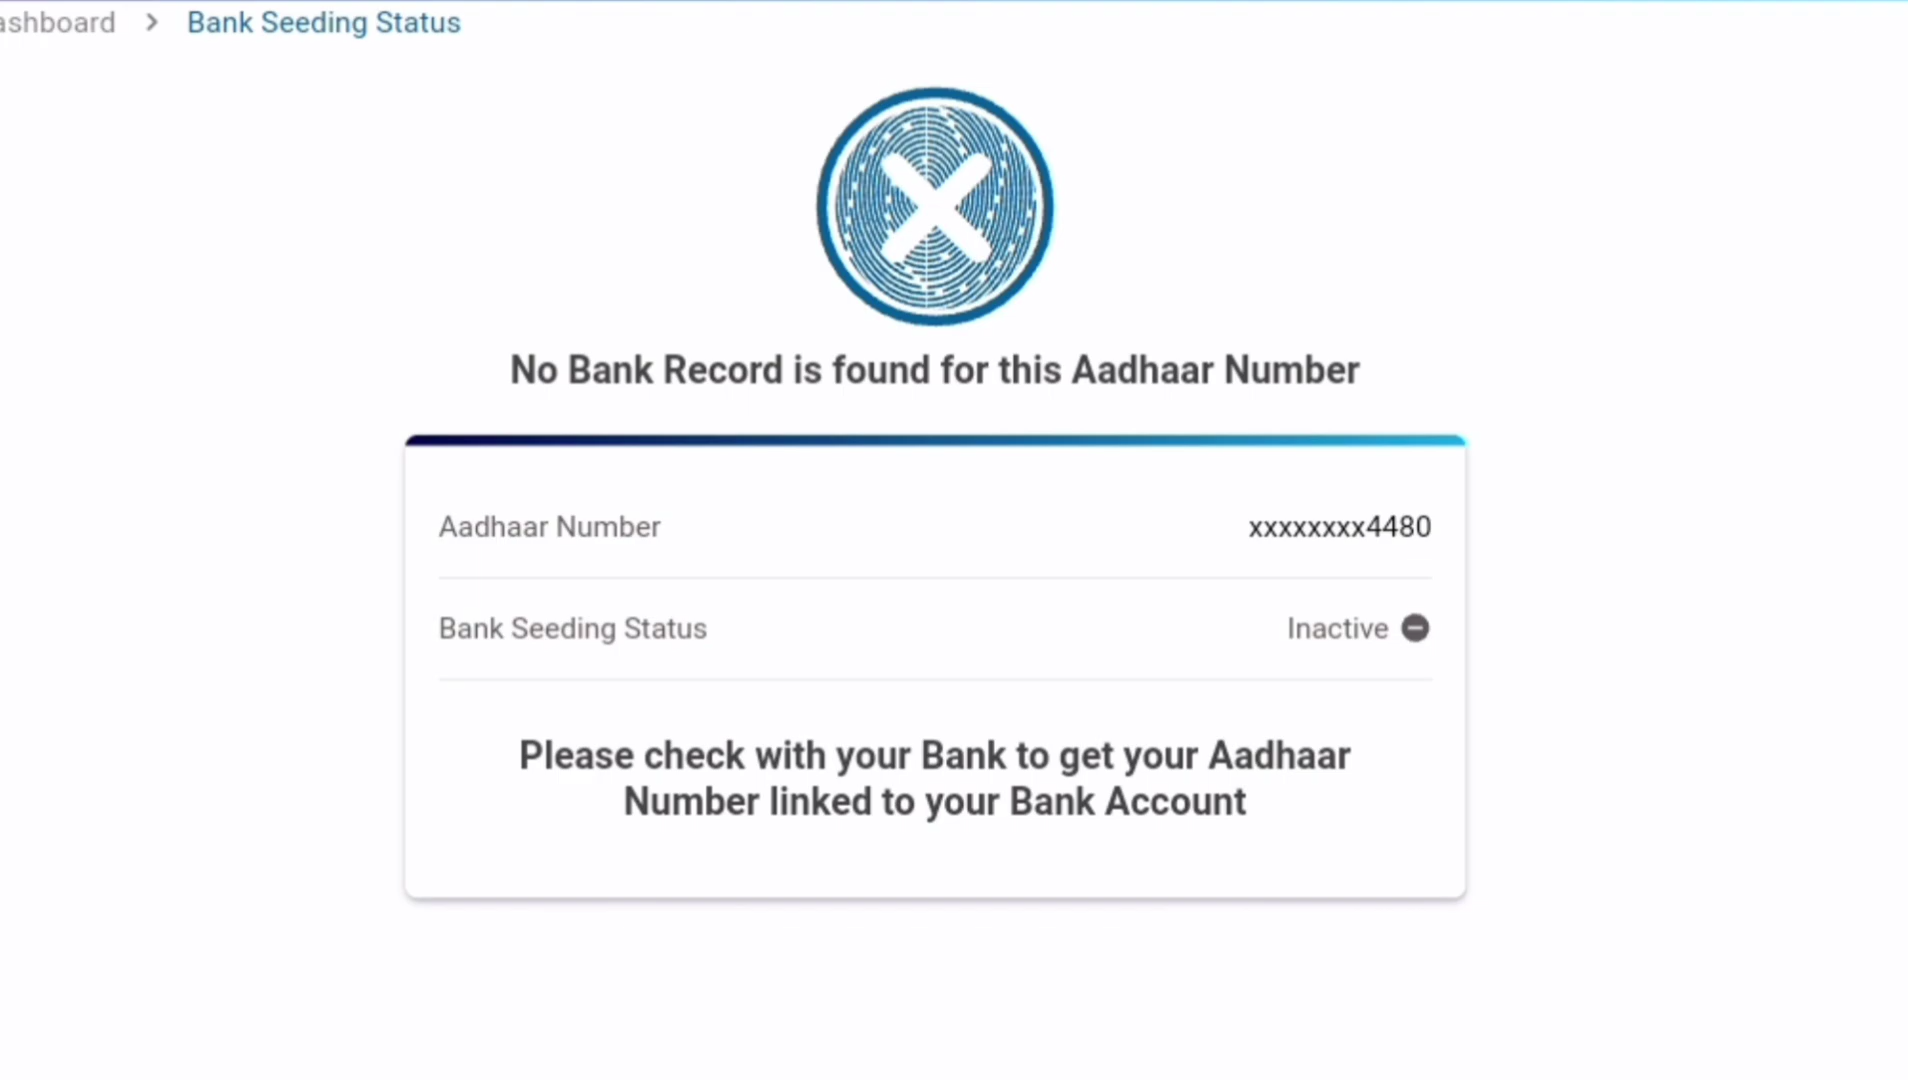 ashboard > Bank Seeding Status
No Bank Record is found for this Aadhaar Number
Aadhaar Number xxxxxxxx4480
Bank Seeding Status Inactive
Please check with your Bank to get your Aadhaar
Number linked to your Bank Account